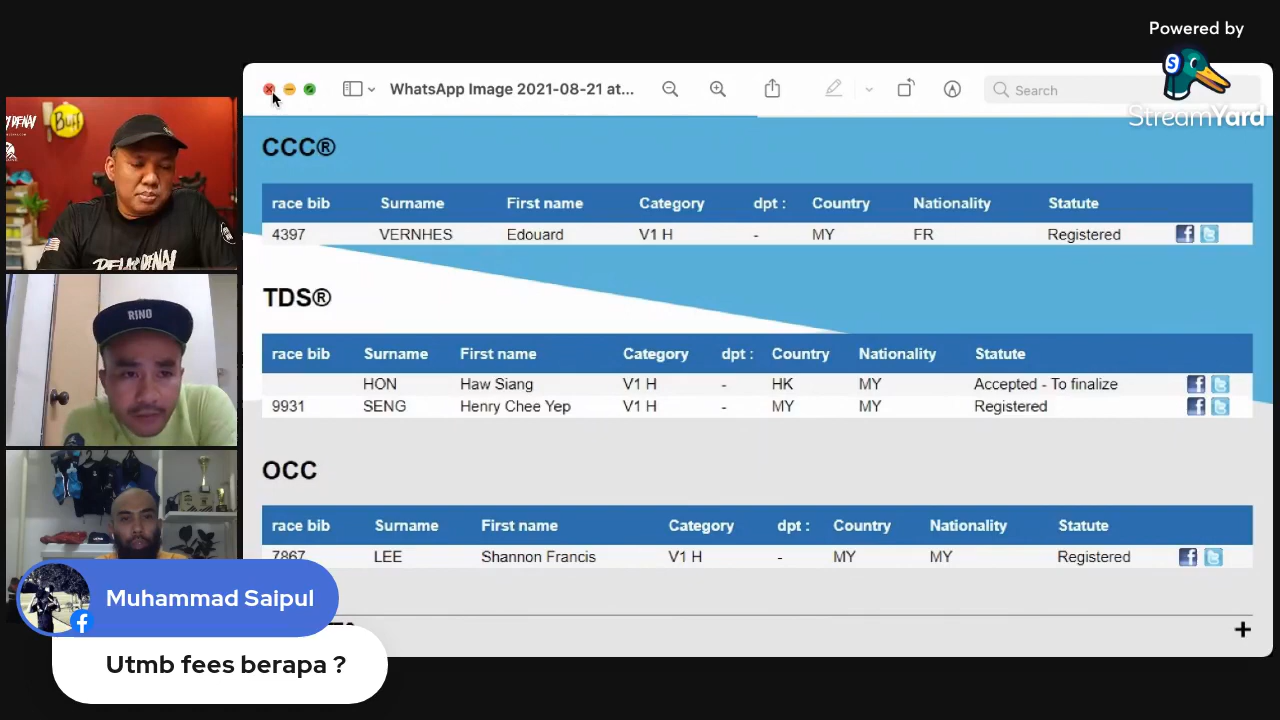 Powered by
StreamYard
WhatsApp Image 2021-08-21 at...
Search
CCC®
race bib Surname First name Category dpt : Country Nationality Statute
4397 VERNHES Edouard V1 H - MY FR Registered
TDS®
race bib Surname First name Category dpt : Country Nationality Statute
HON Haw Siang V1 H - HK MY Accepted - To finalize
9931 SENG Henry Chee Yep V1 H - MY MY Registered
OCC
race bib Surname First name Category dpt : Country Nationality Statute
7867 LEE Shannon Francis V1 H - MY MY Registered
BUFF
RINO
Muhammad Saipul
Utmb fees berapa ?